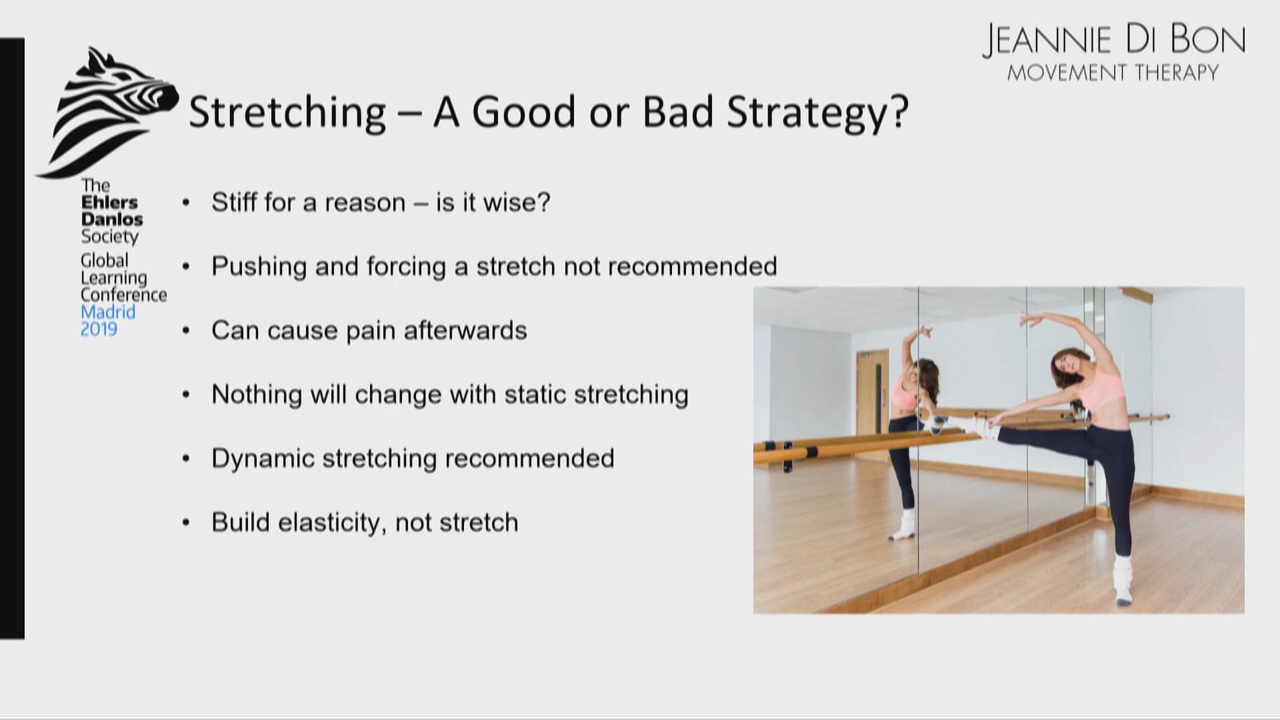 JEANNIE DI BON
MOVEMENT THERAPY
Stretching – A Good or Bad Strategy?
The
Ehlers
Danlos
Society
Global
Learning
Conference
Madrid
2019
• Stiff for a reason – is it wise?
• Pushing and forcing a stretch not recommended
• Can cause pain afterwards
• Nothing will change with static stretching
• Dynamic stretching recommended
• Build elasticity, not stretch